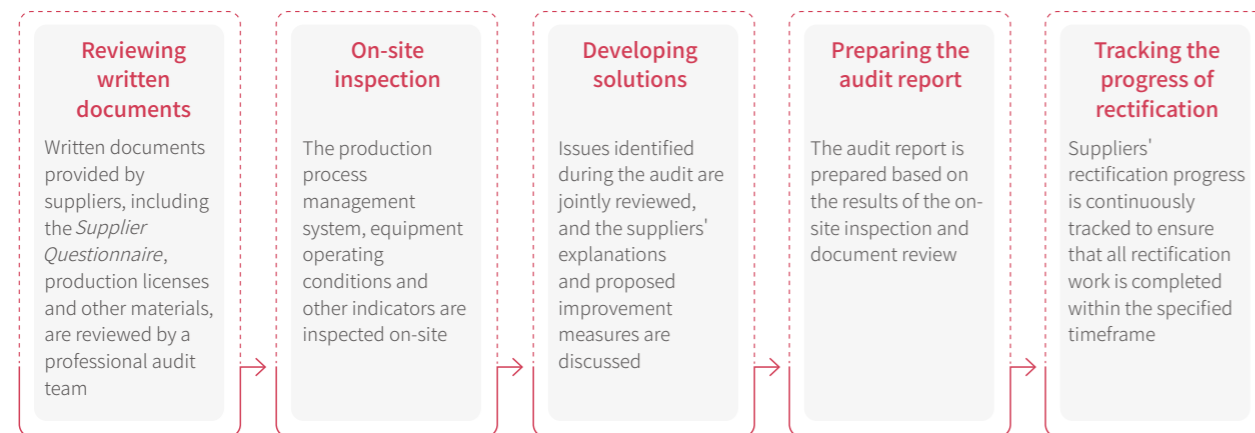 Reviewing
written
documents
Written documents
provided by
suppliers, including
the Supplier
Questionnaire,
production licenses
and other materials,
are reviewed by a
professional audit
team
On-site
inspection
The production
process
management
system, equipment
operating
conditions and
other indicators are
inspected on-site
Developing
solutions
Issues identified
during the audit are
jointly reviewed,
and the suppliers'
explanations
and proposed
improvement
measures are
discussed
Preparing the
audit report
The audit report is
prepared based on
the results of the on-
site inspection and
document review
Tracking the
progress of
rectification
Suppliers'
rectification progress
is continuously
tracked to ensure
that all rectification
work is completed
within the specified
timeframe